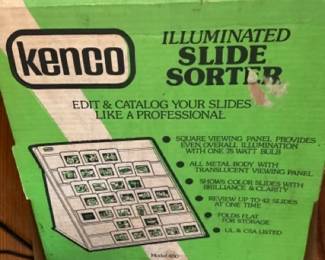 kenco
ILLUMINATED
SLIDE
SORTER
EDIT & CATALOG YOUR SLIDES
LIKE A PROFESSIONAL
SQUARE VIEWING PANEL PROVIDES
EVEN, OVERALL ILLUMINATION
WITH ONE 75 WATT BULB
ALL METAL BODY WITH
TRANSLUCENT VIEWING PANEL
SHOWS COLOR SLIDES WITH
BRILLIANCE & CLARITY
REVIEW UP TO 42 SLIDES
AT ONE TIME
FOLDS FLAT
FOR STORAGE
UL & CSA LISTED
Model